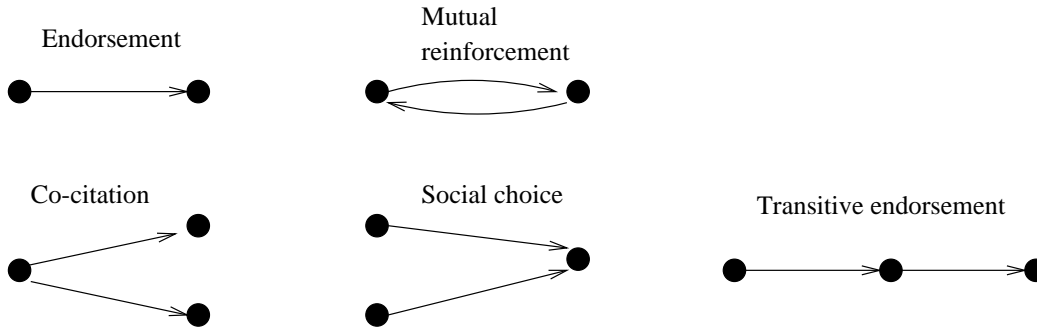 Endorsement
Mutual
reinforcement
Co-citation
Social choice
Transitive endorsement